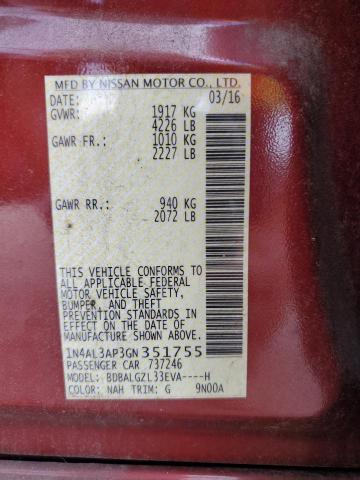 MFD BY NISSAN MOTOR CO., LTD.
DATE: 03/16
GVWR: 1917 KG
4226 LB
GAWR FR: 1010 KG
2227 LB
GAWR RR: 940 KG
2072 LB
THIS VEHICLE CONFORMS TO
ALL APPLICABLE FEDERAL
MOTOR VEHICLE SAFETY,
BUMPER, AND THEFT
PREVENTION STANDARDS
IN EFFECT ON THE DATE
OF MANUFACTURE SHOWN ABOVE.
1N4AL3AP3GN351755
PASSENGER CAR 737246
MODEL: BDBALGZL33EVA----H
COLOR: NAH TRIM: G 9N00A